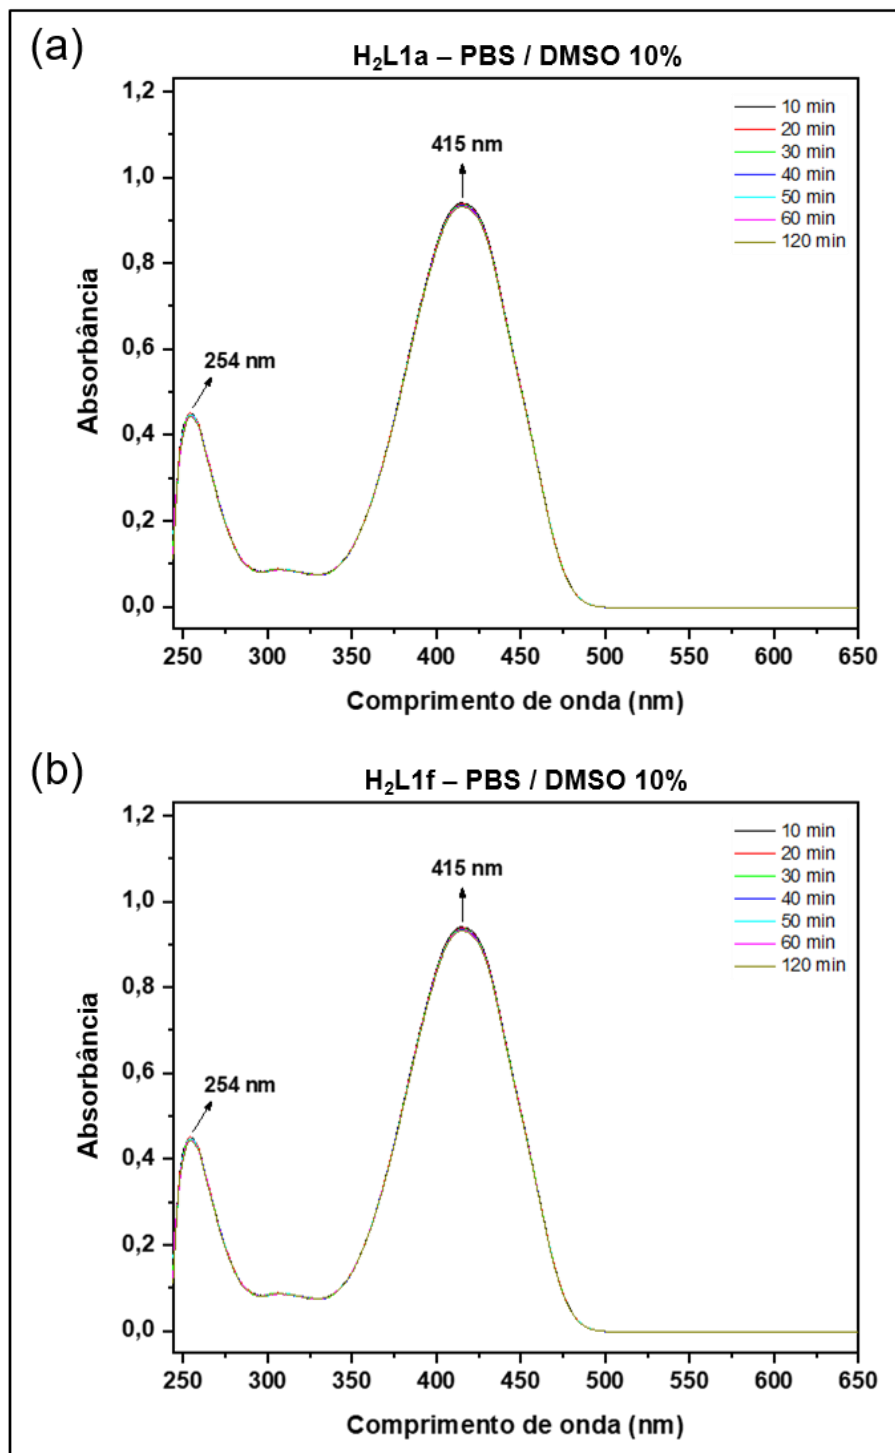 (a)
H₂L1a – PBS / DMSO 10%
1,2
1,0
0,8
0,6
0,4
0,2
0,0
Absorbância
415 nm
254 nm
10 min
20 min
30 min
40 min
50 min
60 min
120 min
250 300 350 400 450 500 550 600 650
Comprimento de onda (nm)
(b)
H₂L1f – PBS / DMSO 10%
1,2
1,0
0,8
0,6
0,4
0,2
0,0
Absorbância
415 nm
254 nm
10 min
20 min
30 min
40 min
50 min
60 min
120 min
250 300 350 400 450 500 550 600 650
Comprimento de onda (nm)